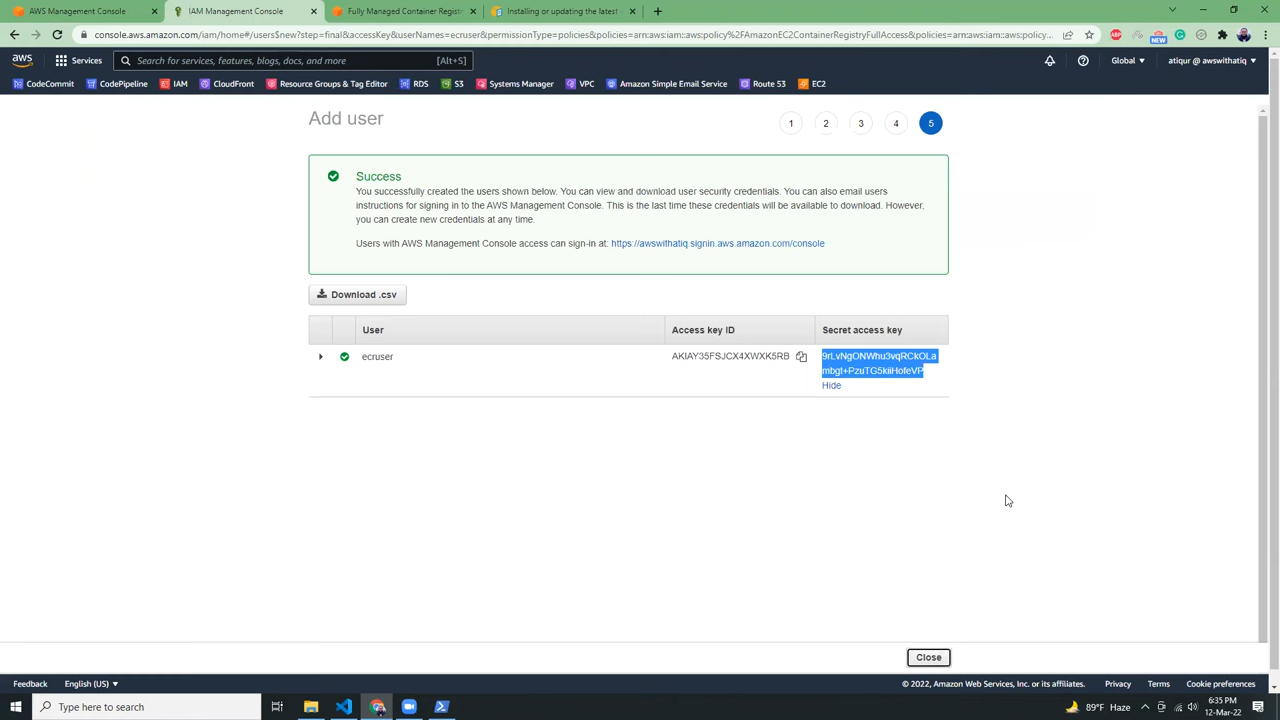 AWS Management Console
IAM Management Console
Fully Managed Container Registr
Installing or updating the latest
console.aws.amazon.com/iam/home#/users$new?step=final&accessKey&userNames=ecruser&permissionType=policies&policies=arn:aws:iam::aws:policy%2FAmazonEC2ContainerRegistryFullAccess&policies=arn:aws:iam::aws:policy...
ABP
NEW
aws
Services
Search for services, features, blogs, docs, and more
[Alt+S]
Global
atiqur @ awswithatiq
CodeCommit
CodePipeline
IAM
CloudFront
Resource Groups & Tag Editor
RDS
S3
Systems Manager
VPC
Amazon Simple Email Service
Route 53
EC2
Add user
1 2 3 4 5
Success
You successfully created the users shown below. You can view and download user security credentials. You can also email users
instructions for signing in to the AWS Management Console. This is the last time these credentials will be available to download. However,
you can create new credentials at any time.
Users with AWS Management Console access can sign-in at: https://awswithatiq.signin.aws.amazon.com/console
Download .csv
User
Access key ID
Secret access key
ecruser
AKIAY35FSJCX4XWXK5RB
9rLvNgONWhu3vqRCkOLa
mbgt+PzuTG5kiiHofeVP
Hide
Close
Feedback
English (US)
© 2022, Amazon Web Services, Inc. or its affiliates.
Privacy
Terms
Cookie preferences
Type here to search
89°F Haze
6:35 PM
12-Mar-22